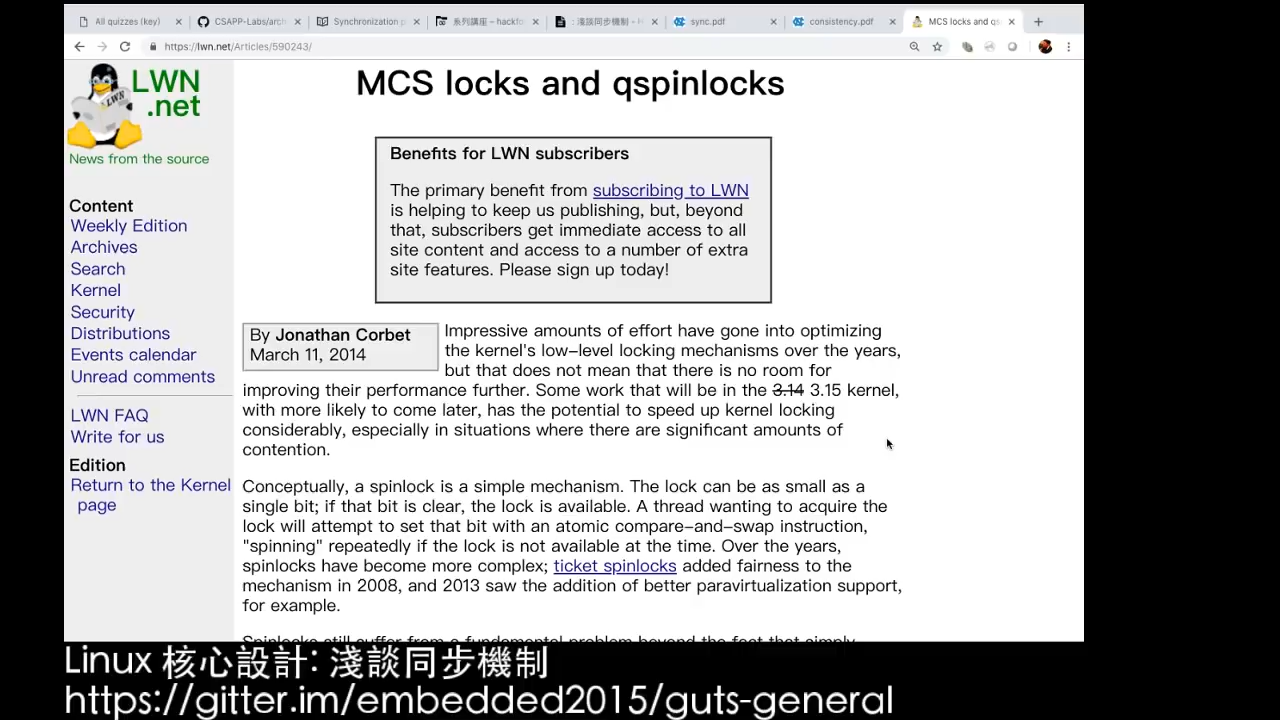 All quizzes (key)
CSAPP-Labs/arch
Synchronization p
系列講座 - hackfo
: 淺談同步機制 - H
sync.pdf
consistency.pdf
MCS locks and qs
https://lwn.net/Articles/590243/
LWN
.net
News from the source
Content
Weekly Edition
Archives
Search
Kernel
Security
Distributions
Events calendar
Unread comments
LWN FAQ
Write for us
Edition
Return to the Kernel
page
MCS locks and qspinlocks
Benefits for LWN subscribers
The primary benefit from subscribing to LWN
is helping to keep us publishing, but, beyond
that, subscribers get immediate access to all
site content and access to a number of extra
site features. Please sign up today!
By Jonathan Corbet
March 11, 2014
Impressive amounts of effort have gone into optimizing
the kernel's low-level locking mechanisms over the years,
but that does not mean that there is no room for
improving their performance further. Some work that will be in the 3.14 3.15 kernel,
with more likely to come later, has the potential to speed up kernel locking
considerably, especially in situations where there are significant amounts of
contention.
Conceptually, a spinlock is a simple mechanism. The lock can be as small as a
single bit; if that bit is clear, the lock is available. A thread wanting to acquire the
lock will attempt to set that bit with an atomic compare-and-swap instruction,
"spinning" repeatedly if the lock is not available at the time. Over the years,
spinlocks have become more complex; ticket spinlocks added fairness to the
mechanism in 2008, and 2013 saw the addition of better paravirtualization support,
for example.
Spinlocks still suffer from a fundamental problem beyond the fact that simply
Linux 核心設計: 淺談同步機制
https://gitter.im/embedded2015/guts-general